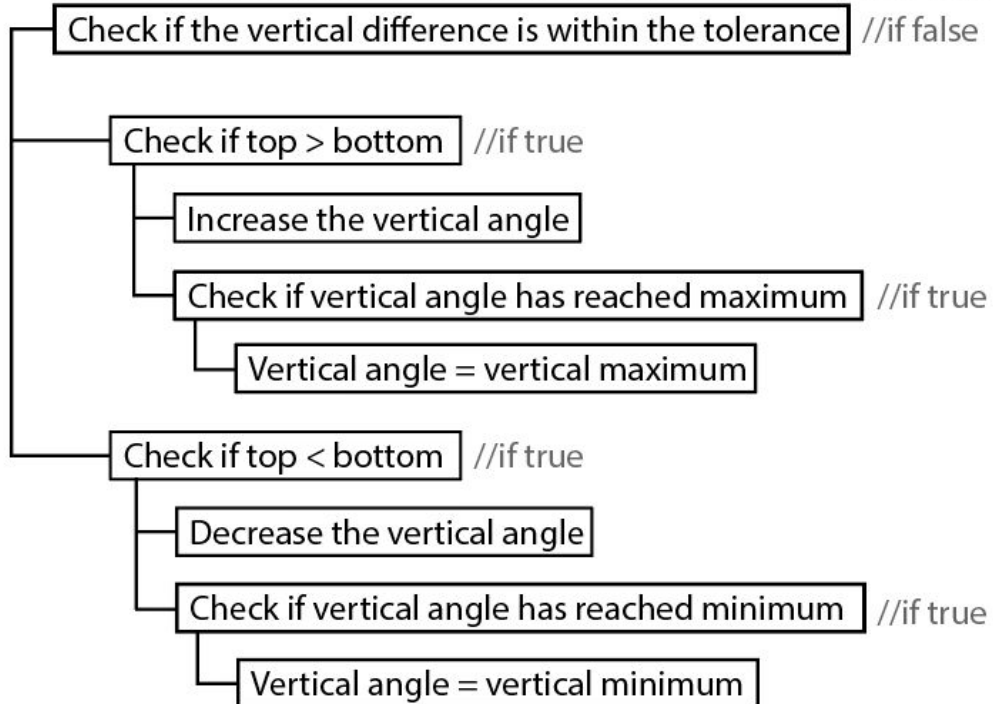 Check if the vertical difference is within the tolerance //if false
Check if top > bottom //if true
Increase the vertical angle
Check if vertical angle has reached maximum //if true
Vertical angle = vertical maximum
Check if top < bottom //if true
Decrease the vertical angle
Check if vertical angle has reached minimum //if true
Vertical angle = vertical minimum